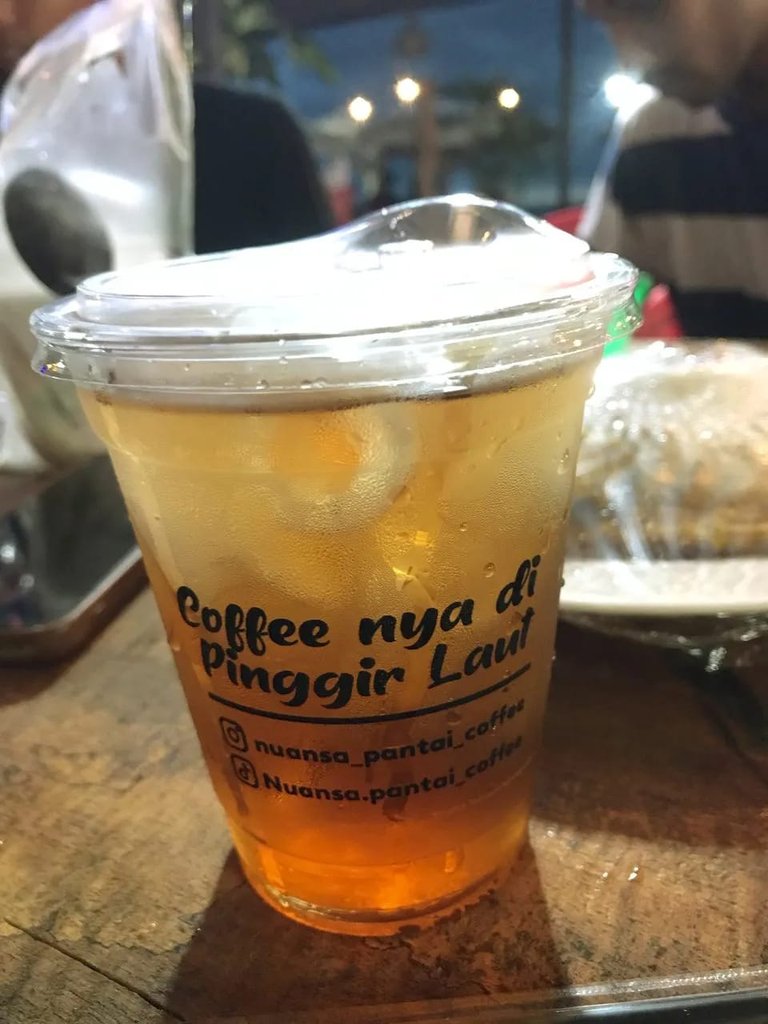 Coffee nya di
Pinggir Laut
nuansa_pantai_coffee
Nuansa.pantai_coffee